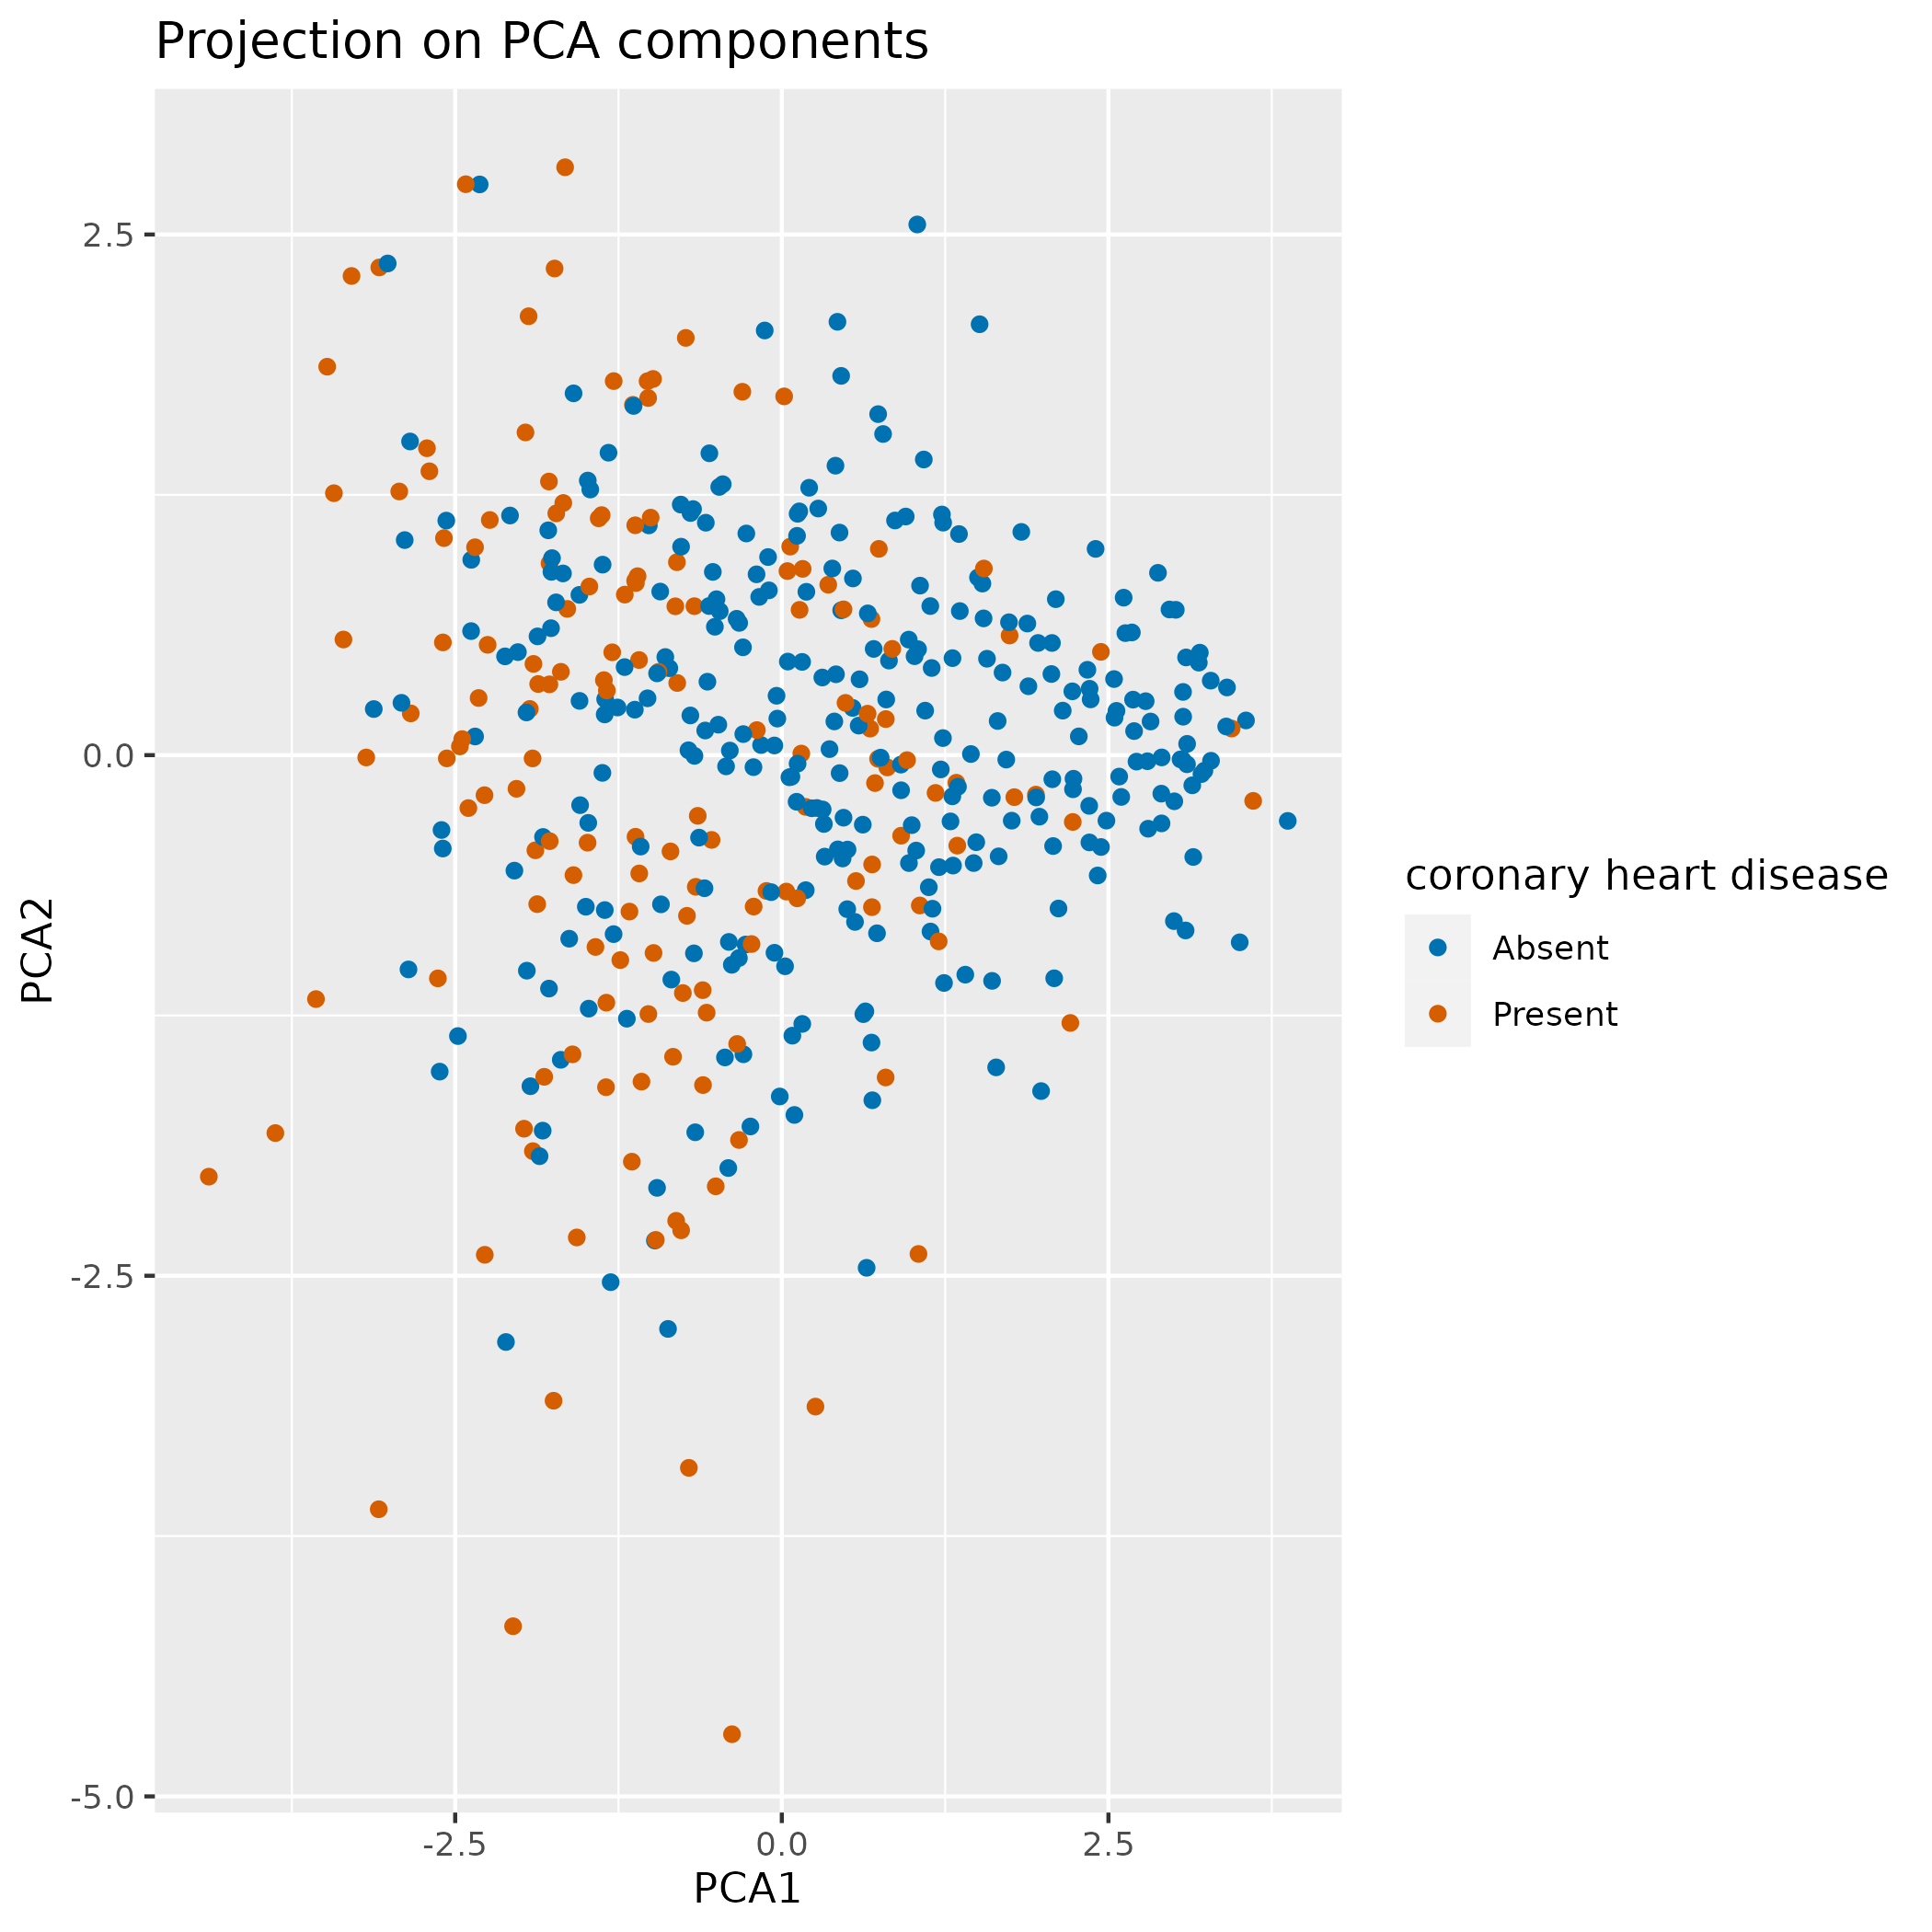 Projection on PCA components
2.5
0.0
-2.5
-5.0
PCA2
-2.5
0.0
2.5
PCA1
coronary heart disease
Absent
Present